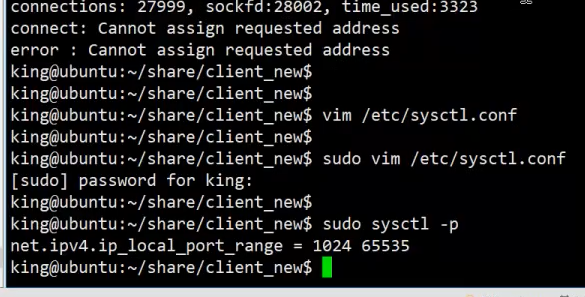 connections: 27999, sockfd:28002, time_used:3323
connect: Cannot assign requested address
error : Cannot assign requested address
king@ubuntu:~/share/client_new$
king@ubuntu:~/share/client_new$
king@ubuntu:~/share/client_new$ vim /etc/sysctl.conf
king@ubuntu:~/share/client_new$
king@ubuntu:~/share/client_new$ sudo vim /etc/sysctl.conf
[sudo] password for king:
king@ubuntu:~/share/client_new$
king@ubuntu:~/share/client_new$ sudo sysctl -p
net.ipv4.ip_local_port_range = 1024 65535
king@ubuntu:~/share/client_new$